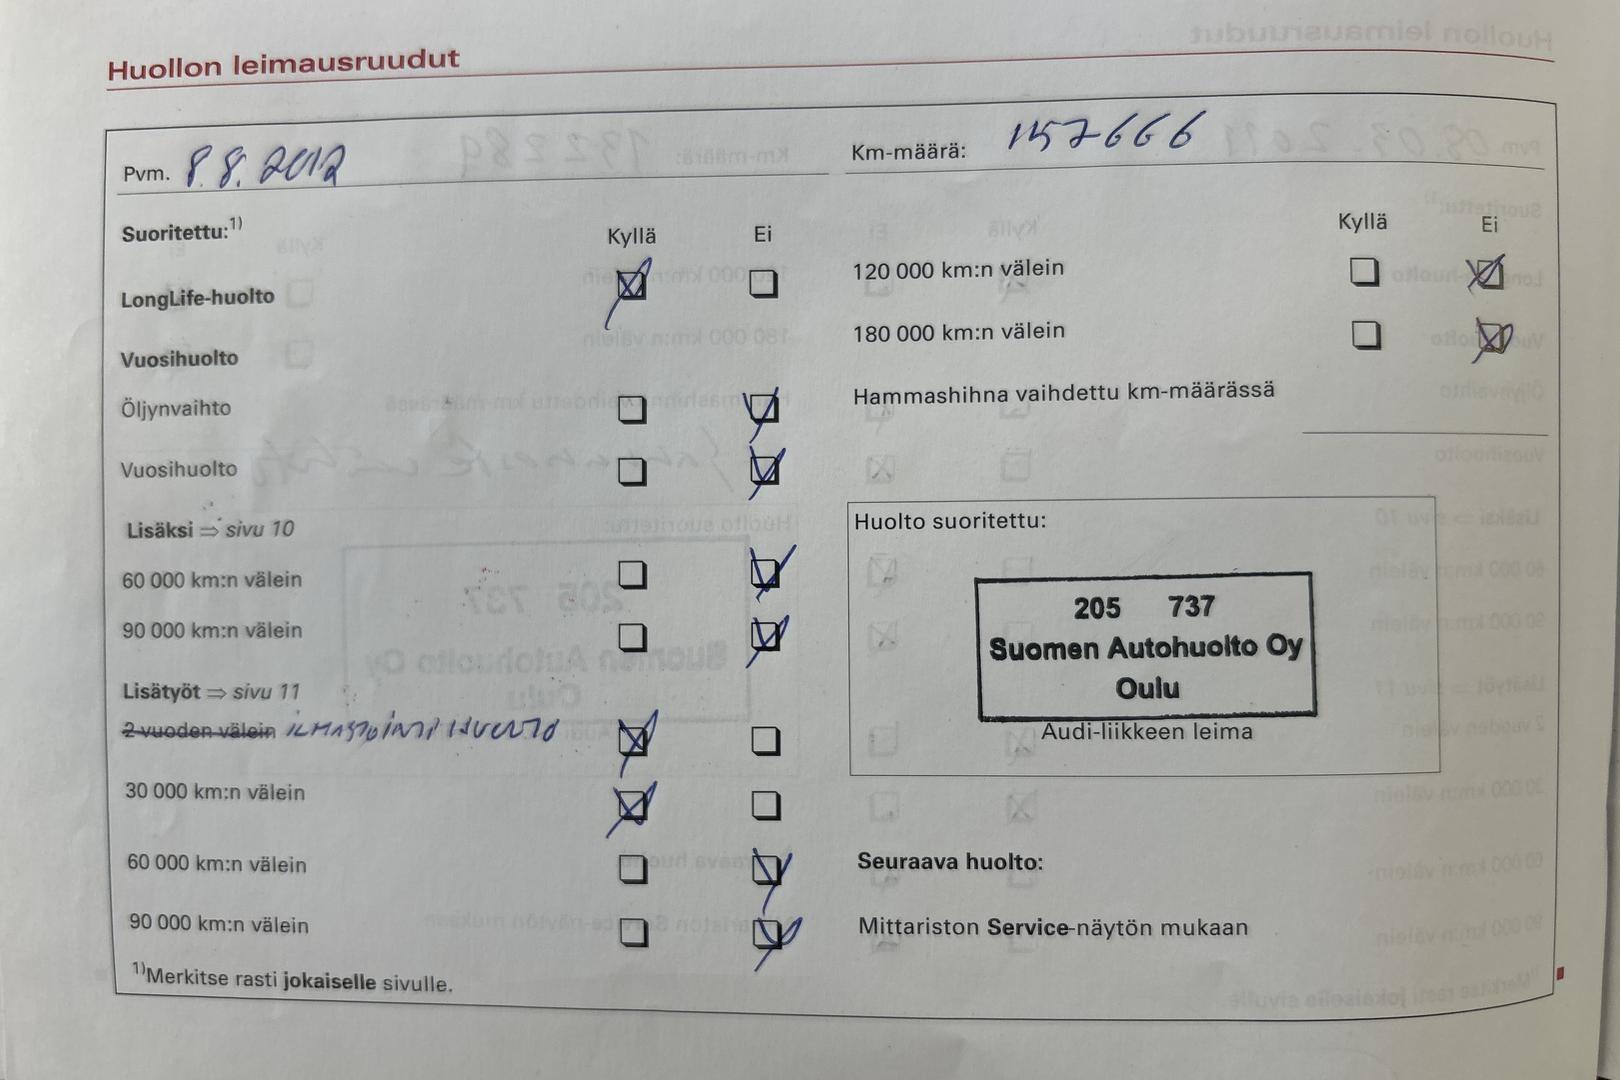 Huollon leimausruudut
Pvm. 8.8.2012
Km-määrä: 157666
Suoritettu:1)
Kyllä Ei
LongLife-huolto
Vuosihuolto
Öljynvaihto
Vuosihuolto
Lisäksi ⇒ sivu 10
60 000 km:n välein
90 000 km:n välein
Lisätyöt ⇒ sivu 11
2 vuoden välein ILMASTOINTI HUOLTO
30 000 km:n välein
60 000 km:n välein
90 000 km:n välein
1)Merkitse rasti jokaiselle sivulle.
Kyllä Ei
120 000 km:n välein
180 000 km:n välein
Hammashihna vaihdettu km-määrässä
Huolto suoritettu:
205 737
Suomen Autohuolto Oy
Oulu
Audi-liikkeen leima
Seuraava huolto:
Mittariston Service-näytön mukaan